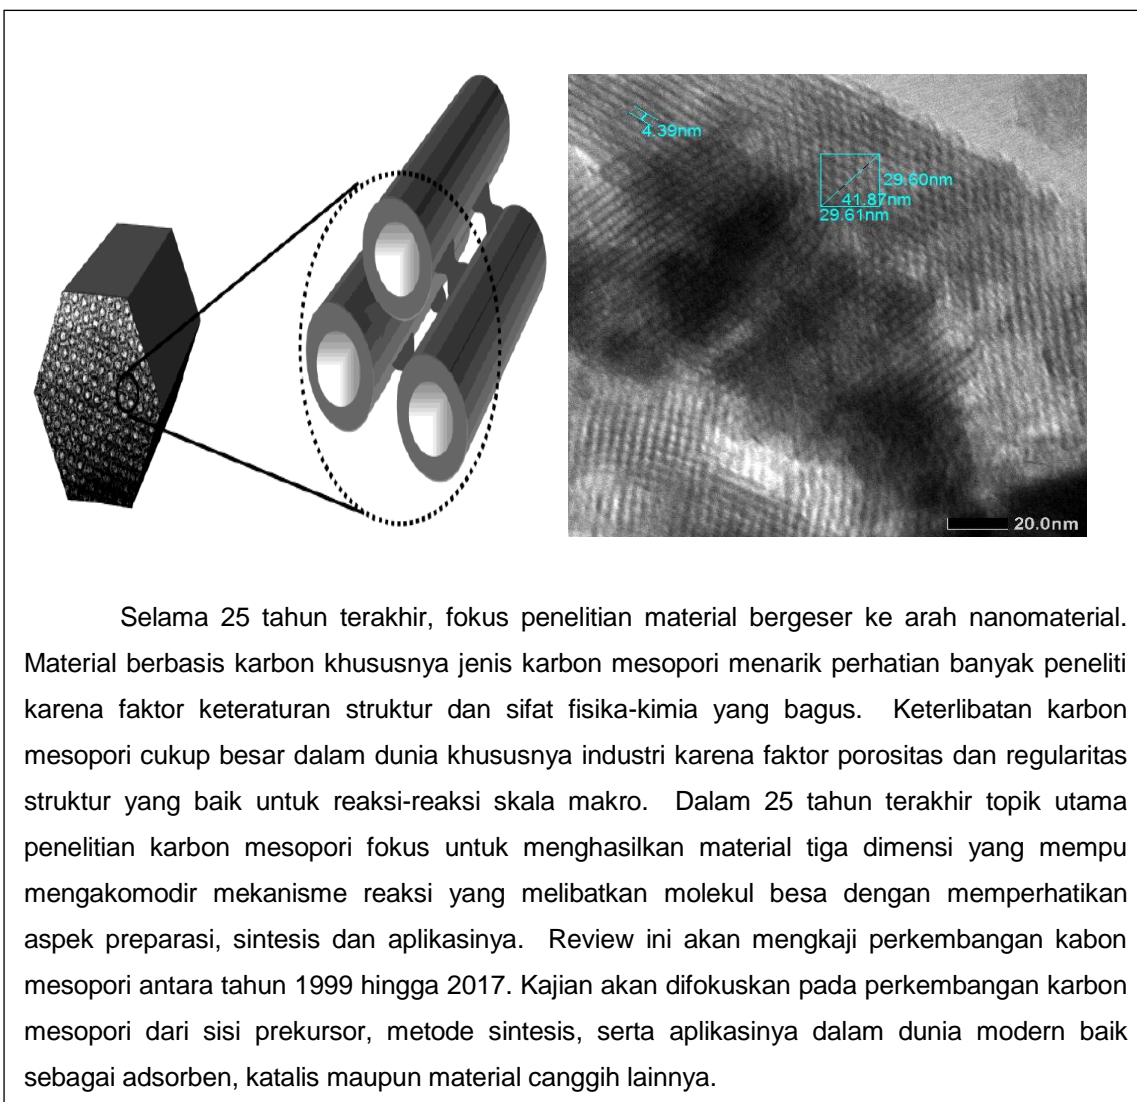 4.39nm
29.60nm
41.87nm
29.61nm
20.0nm
Selama 25 tahun terakhir, fokus penelitian material bergeser ke arah nanomaterial.
Material berbasis karbon khususnya jenis karbon mesopori menarik perhatian banyak peneliti
karena faktor keteraturan struktur dan sifat fisika-kimia yang bagus. Keterlibatan karbon
mesopori cukup besar dalam dunia khususnya industri karena faktor porositas dan regularitas
struktur yang baik untuk reaksi-reaksi skala makro. Dalam 25 tahun terakhir topik utama
penelitian karbon mesopori fokus untuk menghasilkan material tiga dimensi yang mempu
mengakomodir mekanisme reaksi yang melibatkan molekul besa dengan memperhatikan
aspek preparasi, sintesis dan aplikasinya. Review ini akan mengkaji perkembangan kabon
mesopori antara tahun 1999 hingga 2017. Kajian akan difokuskan pada perkembangan karbon
mesopori dari sisi prekursor, metode sintesis, serta aplikasinya dalam dunia modern baik
sebagai adsorben, katalis maupun material canggih lainnya.